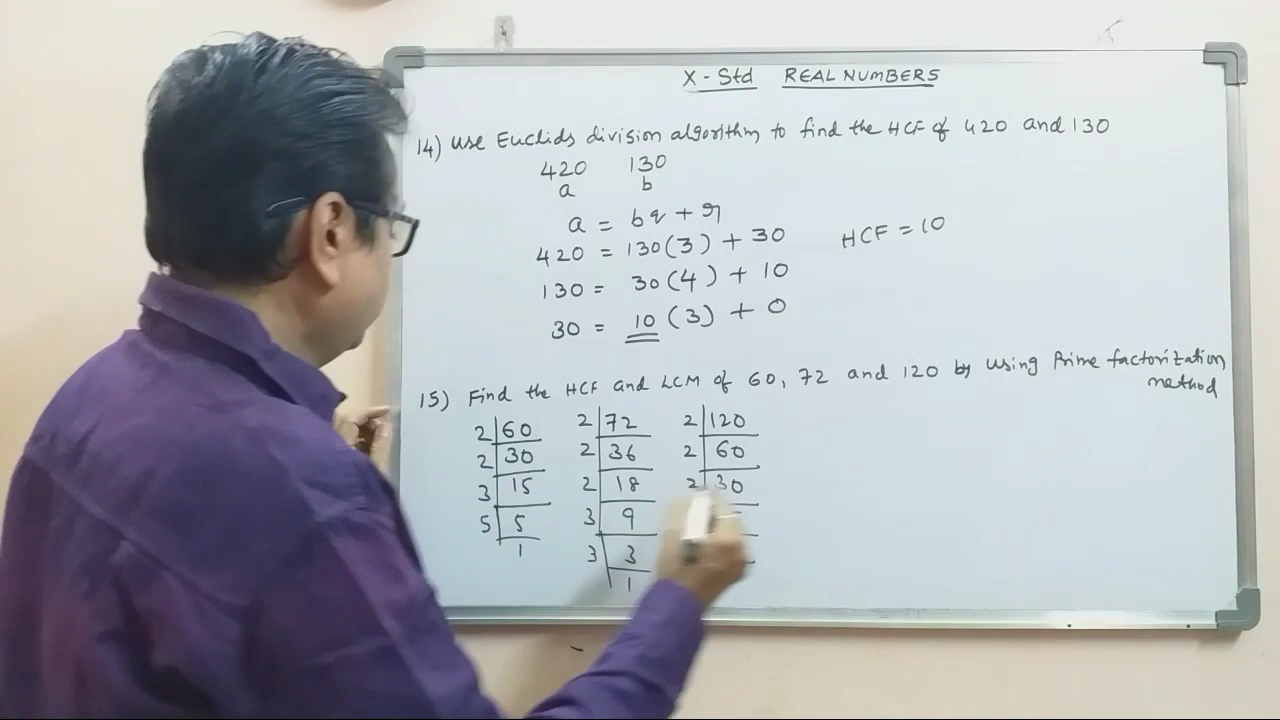 X - Std REAL NUMBERS
14) Use Euclids division algorithm to find the HCF of 420 and 130
420 130
a b
a = bq + r
420 = 130(3) + 30 HCF = 10
130 = 30(4) + 10
30 = 10(3) + 0
15) Find the HCF and LCM of 60, 72 and 120 by using Prime factorization
method
2 60 2 72 2 120
2 30 2 36 2 60
3 15 2 18 2 30
5 5 3 9
1 3 3
1